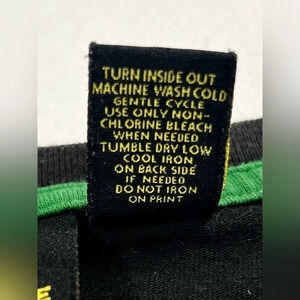 TURN INSIDE OUT
MACHINE WASH COLD
GENTLE CYCLE
USE ONLY NON-
CHLORINE BLEACH
WHEN NEEDED
TUMBLE DRY LOW
COOL IRON
ON BACK SIDE
IF NEEDED
DO NOT IRON
ON PRINT